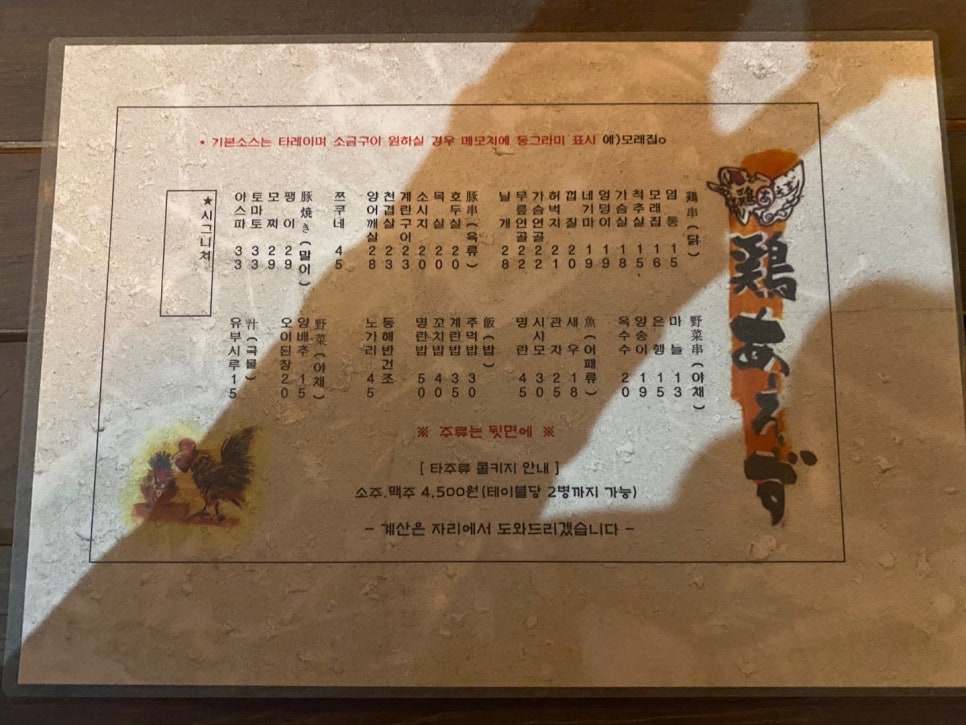 * 기본소스는 타레이며 소금구이 원하실 경우 메모지에 동그라미 표시 예)모래집o
鶏あえず
鶏串(닭)
염통 15
모래집 16
척추살 15
가슴살 18
엉덩이 19
네가마 19
껍질 20
허벅살 21
가슴연골 22
무릎연골 22
날개 28
豚串(육류)
호두살 20
목살 20
소시지 20
계란구이 23
천겹살 23
양어깨살 28
쯔쿠네 45
豚焼き(말이)
팽이 29
모찌 29
토마토 33
아스파 33
★시그니처
野菜串(야채)
마늘 13
은행 15
양송이 19
옥수수 20
魚(어패류)
새우 18
관자 25
시사모 30
명란 45
飯(밥)
주먹밥 30
계란밥 35
꼬치밥 40
명란밥 50
동해반건조
노가리 45
野菜(야채)
양배추 15
오이된장 20
汁(국물)
유부시루 15
※ 주류는 뒷면에 ※
[ 타주류 콜키지 안내 ]
소주.맥주 4,500원(테이블당 2병까지 가능)
- 계산은 자리에서 도와드리겠습니다 -